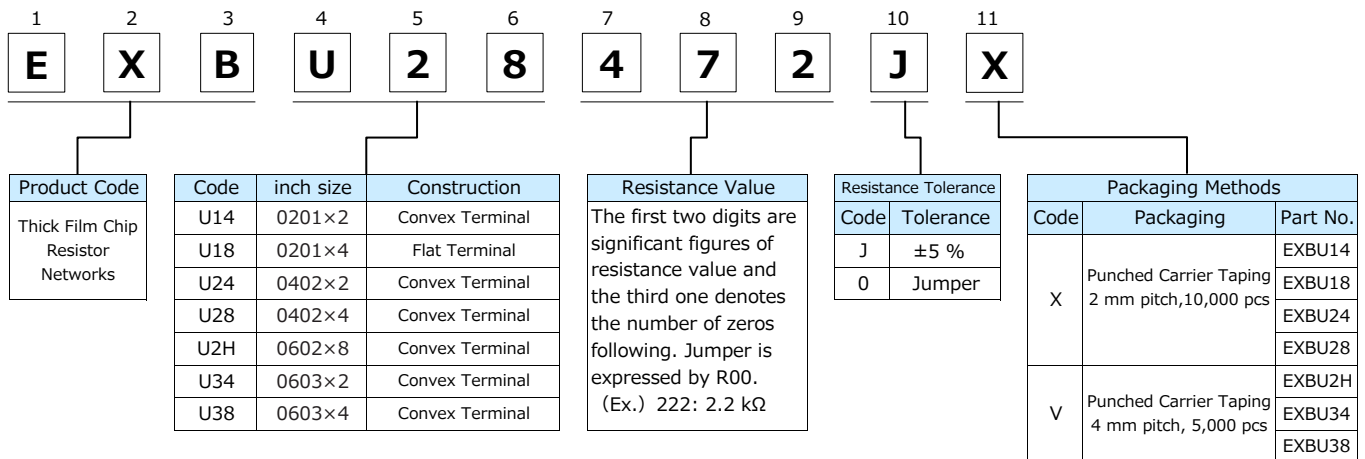 1 2 3 4 5 6 7 8 9 10 11
E X B U 2 8 4 7 2 J X
Product Code
Thick Film Chip
Resistor
Networks
Code inch size Construction
U14 0201×2 Convex Terminal
U18 0201×4 Flat Terminal
U24 0402×2 Convex Terminal
U28 0402×4 Convex Terminal
U2H 0602×8 Convex Terminal
U34 0603×2 Convex Terminal
U38 0603×4 Convex Terminal
Resistance Value
The first two digits are
significant figures of
resistance value and
the third one denotes
the number of zeros
following. Jumper is
expressed by R00.
（Ex.）222: 2.2 kΩ
Resistance Tolerance
Code Tolerance
J ±5 %
0 Jumper
Packaging Methods
Code Packaging Part No.
X
Punched Carrier Taping
2 mm pitch,10,000 pcs
EXBU14
EXBU18
EXBU24
EXBU28
V
Punched Carrier Taping
4 mm pitch, 5,000 pcs
EXBU2H
EXBU34
EXBU38